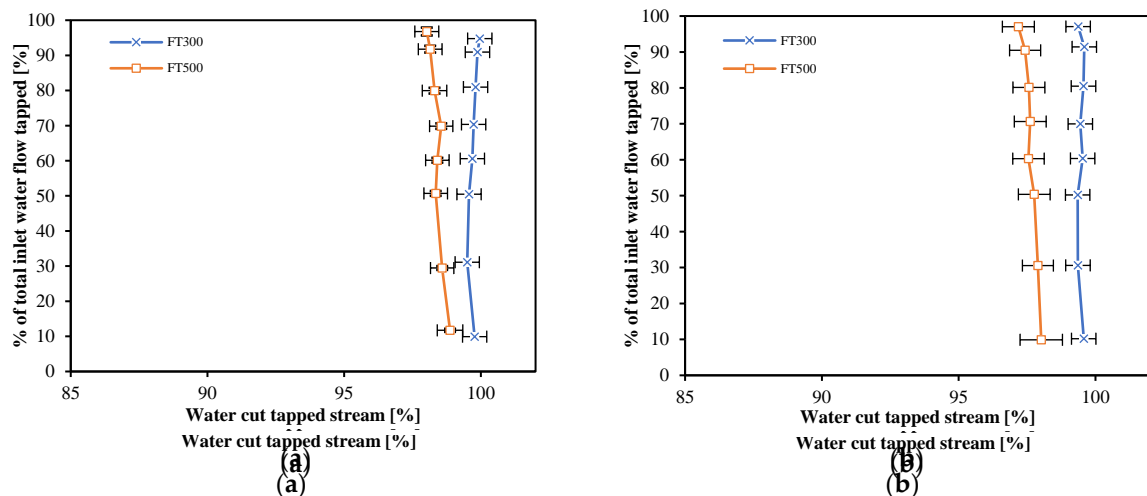 100
90
80
70
60
50
40
30
20
10
0
% of total inlet water flow tapped [%]
FT300
FT500
85
90
95
100
Water cut tapped stream [%]
Water cut tapped stream [%]
(a)
(a)
100
90
80
70
60
50
40
30
20
10
0
% of total inlet water flow tapped [%]
FT300
FT500
85
90
95
100
Water cut tapped stream [%]
Water cut tapped stream [%]
(b)
(b)